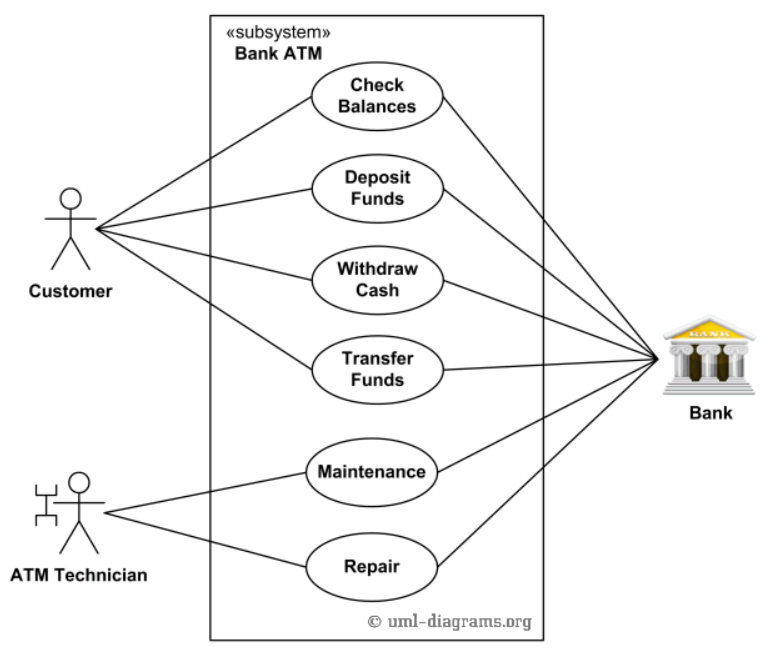 «subsystem»
Bank ATM
Check
Balances
Deposit
Funds
Withdraw
Cash
Transfer
Funds
Maintenance
Repair
Customer
ATM Technician
BANK
Bank
© uml-diagrams.org